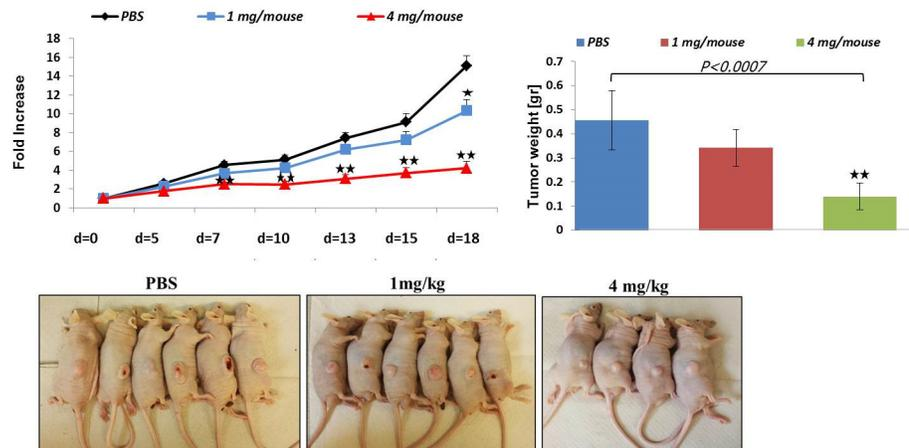 PBS 1 mg/mouse 4 mg/mouse
Fold Increase
18
16
14
12
10
8
6
4
2
0
d=0 d=5 d=7 d=10 d=13 d=15 d=18
PBS 1 mg/mouse 4 mg/mouse
P<0.0007
Tumor weight [gr]
0.7
0.6
0.5
0.4
0.3
0.2
0.1
0
PBS 1mg/kg 4 mg/kg